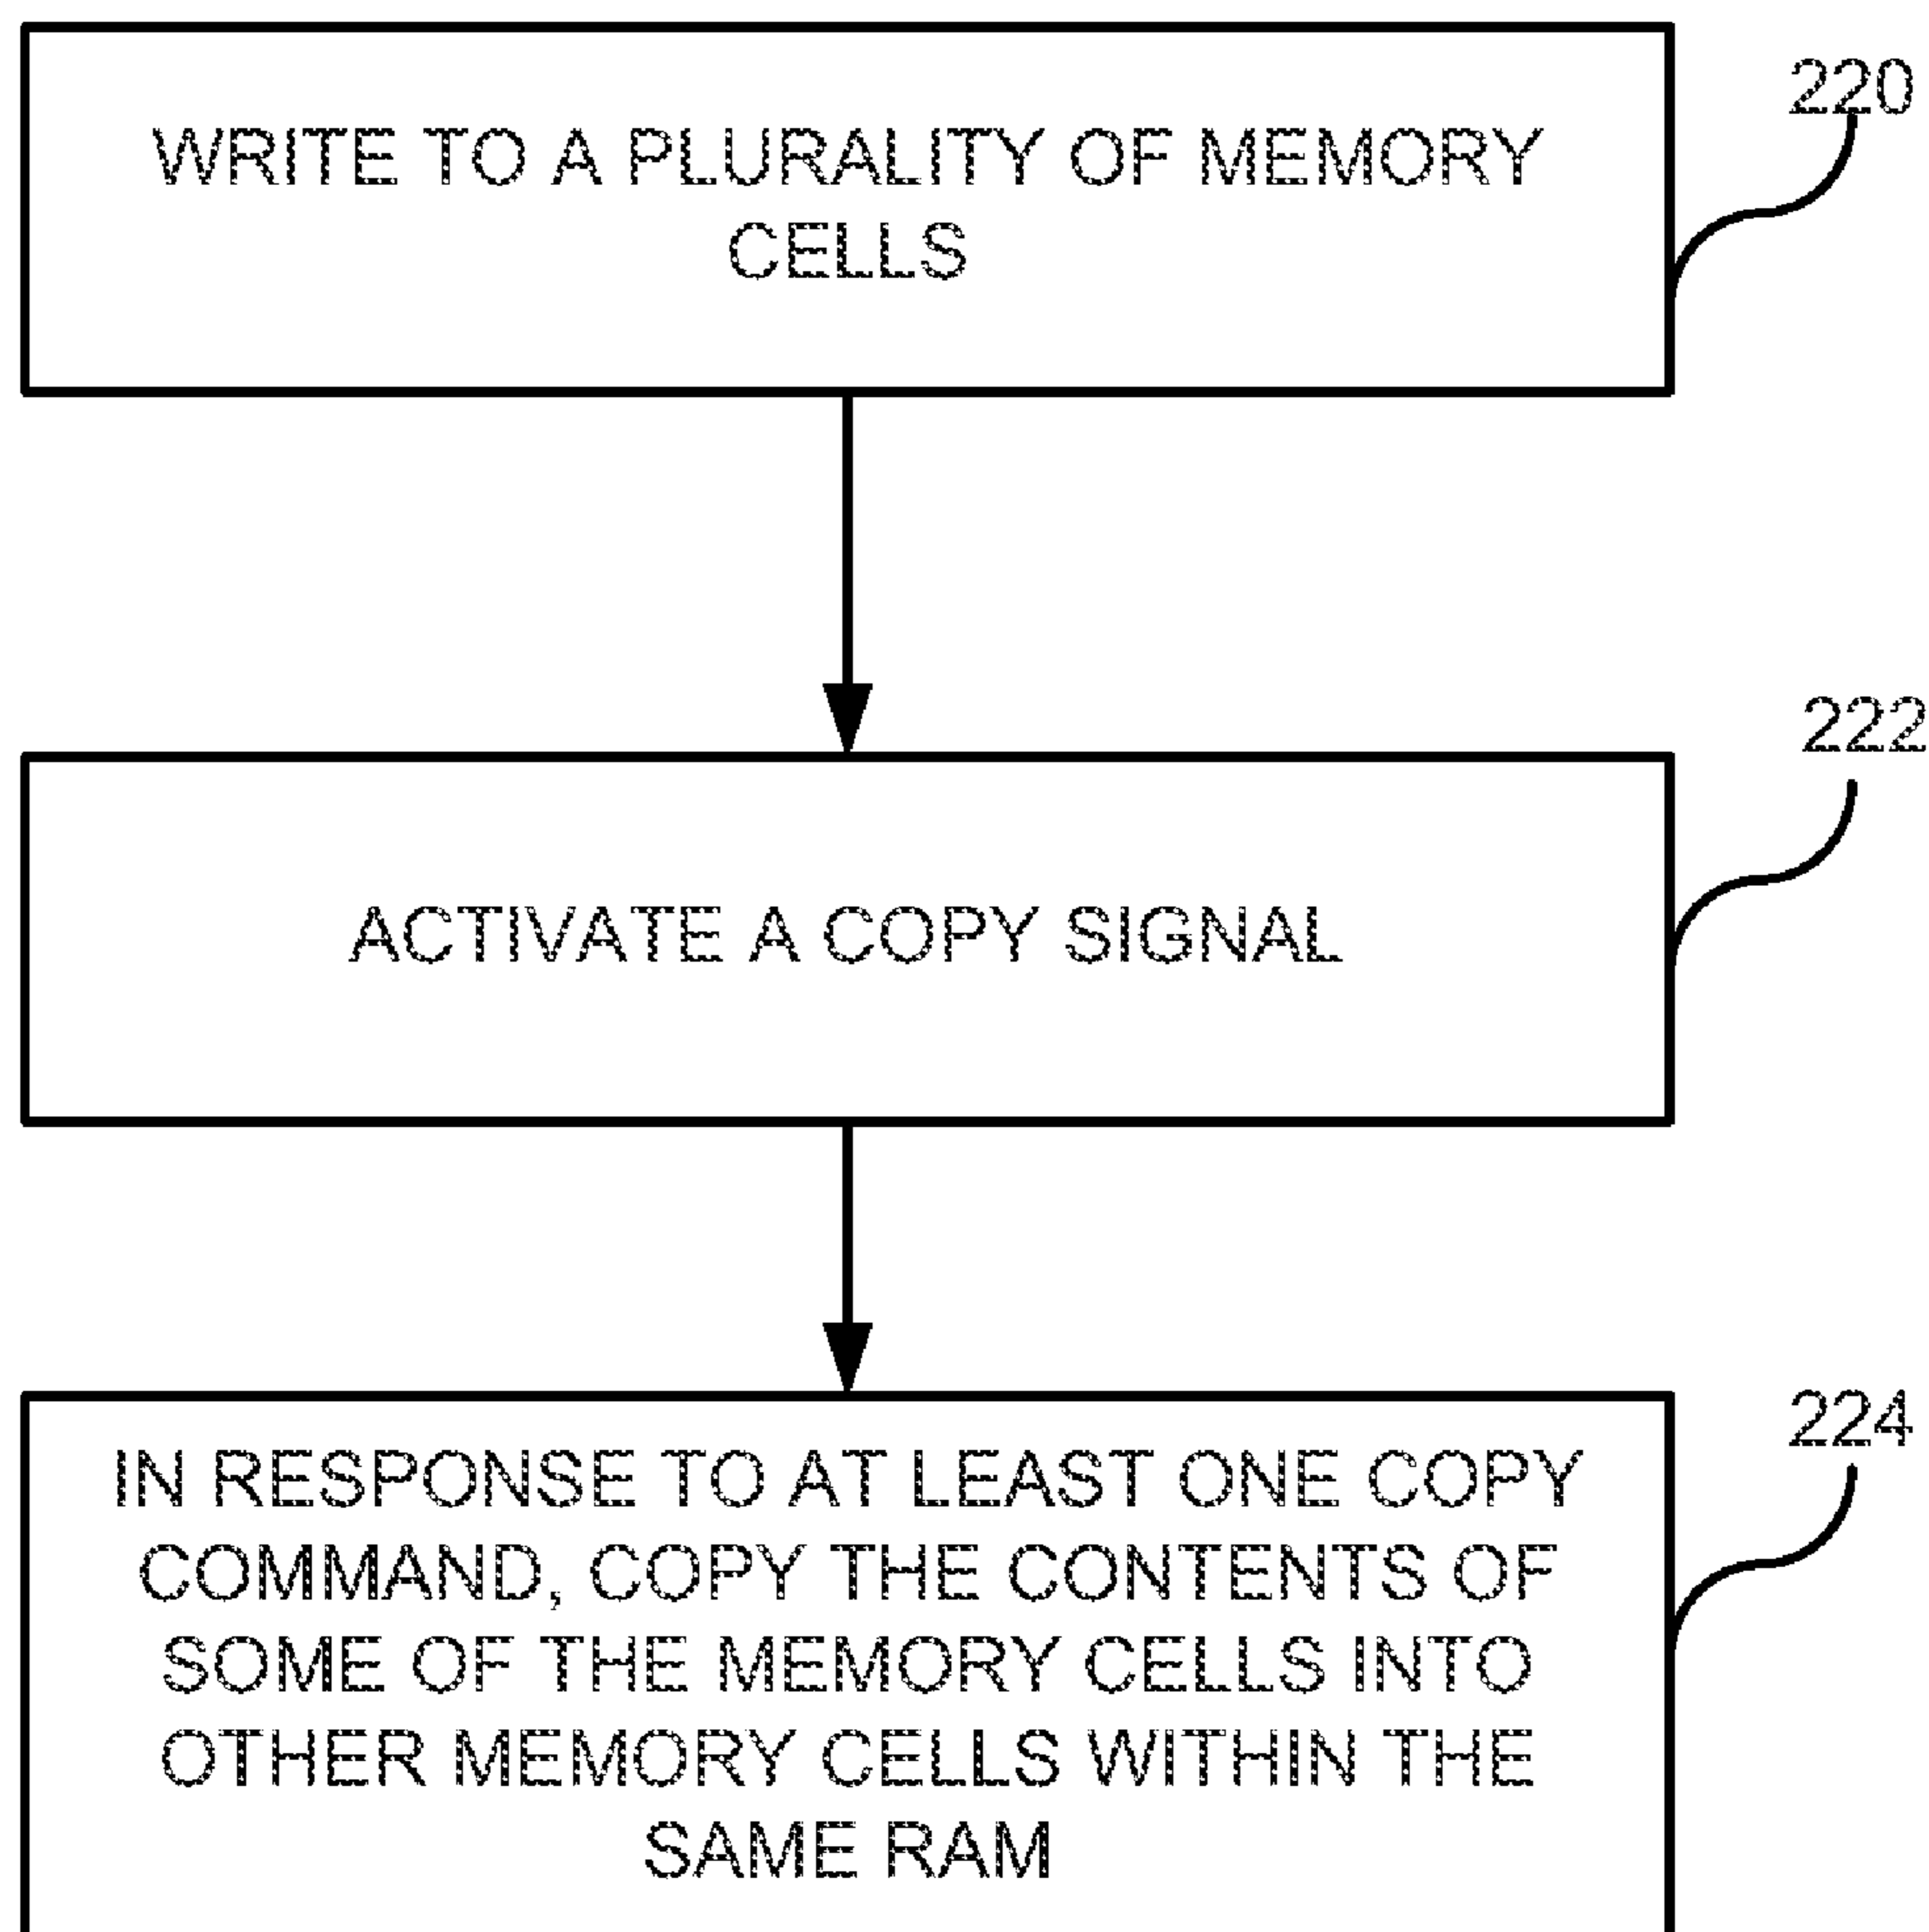 220
WRITE TO A PLURALITY OF MEMORY
CELLS
222
ACTIVATE A COPY SIGNAL
224
IN RESPONSE TO AT LEAST ONE COPY
COMMAND, COPY THE CONTENTS OF
SOME OF THE MEMORY CELLS INTO
OTHER MEMORY CELLS WITHIN THE
SAME RAM